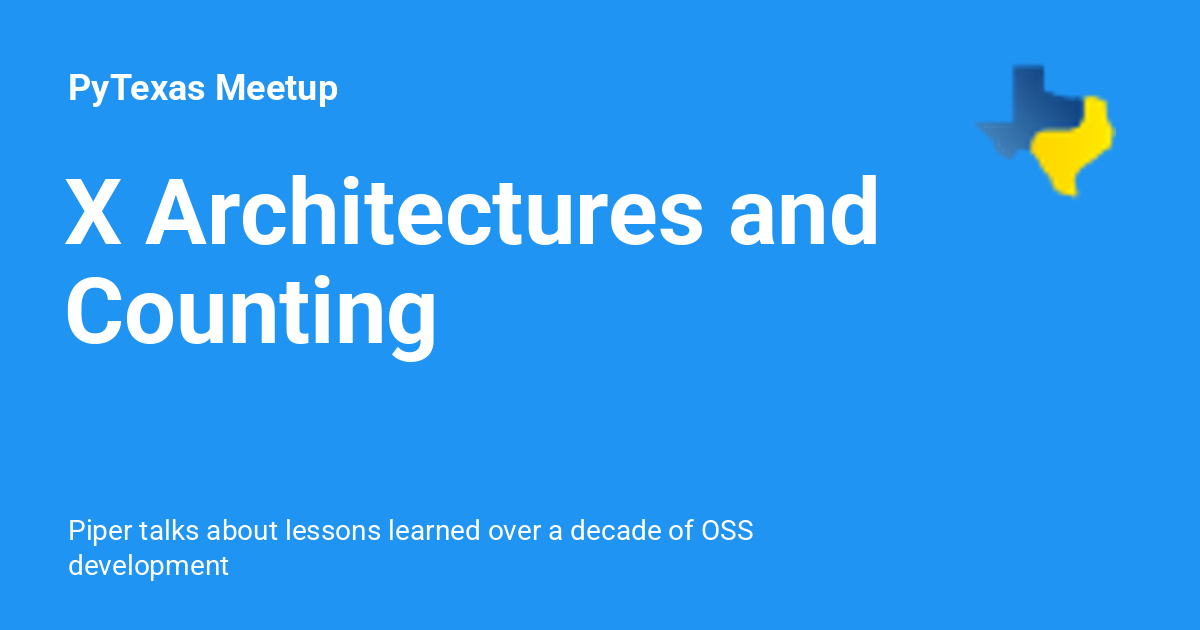 PyTexas Meetup
X Architectures and
Counting
Piper talks about lessons learned over a decade of OSS
development